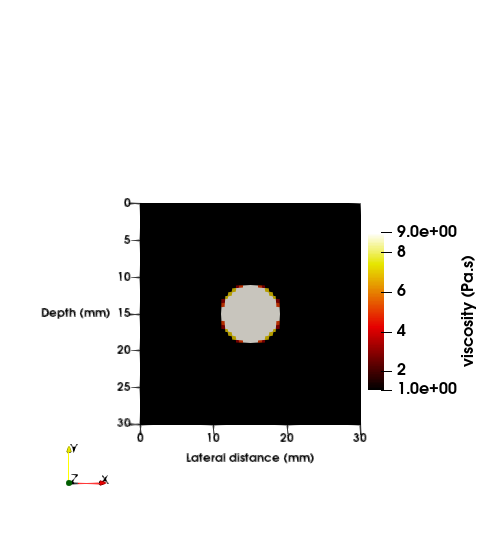 0
5
10
Depth (mm) 15
20
25
30
0 10 20 30
Lateral distance (mm)
9.0e+00
8
6
4
2
1.0e+00
viscosity (Pa.s)
Y
Z X